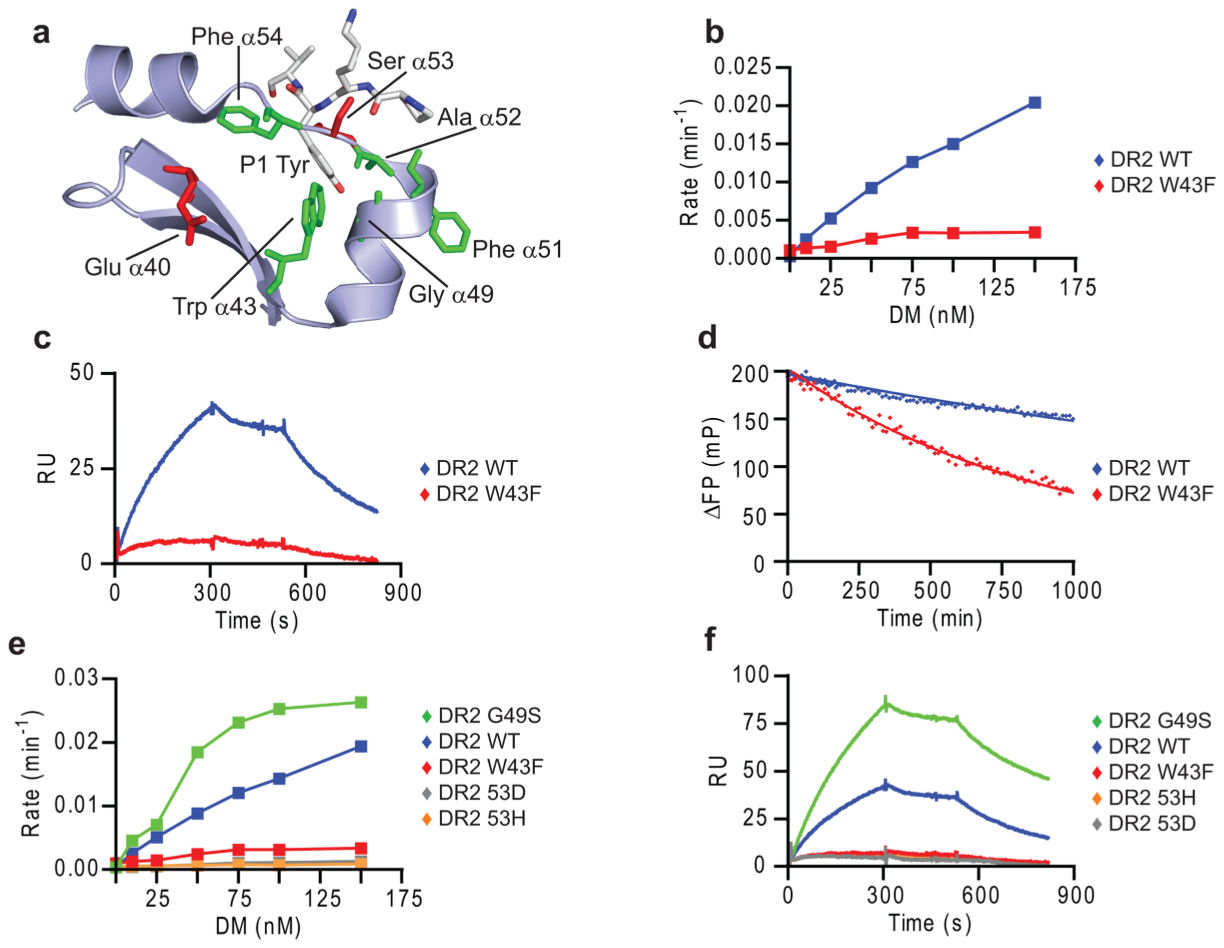 a
Phe α54
Ser α53
Ala α52
P1 Tyr
Glu α40
Trp α43
Gly α49
Phe α51
b
Rate (min⁻¹)
0.025
0.020
0.015
0.010
0.005
0.000
25
75
125
175
DM (nM)
DR2 WT
DR2 W43F
c
RU
50
25
0
0
300
600
900
Time (s)
DR2 WT
DR2 W43F
d
ΔFP (mP)
200
150
100
50
0
0
250
500
750
1000
Time (min)
DR2 WT
DR2 W43F
e
Rate (min⁻¹)
0.03
0.02
0.01
0.00
25
75
125
175
DM (nM)
DR2 G49S
DR2 WT
DR2 W43F
DR2 53D
DR2 53H
f
RU
100
75
50
25
0
0
300
600
900
Time (s)
DR2 G49S
DR2 WT
DR2 W43F
DR2 53H
DR2 53D